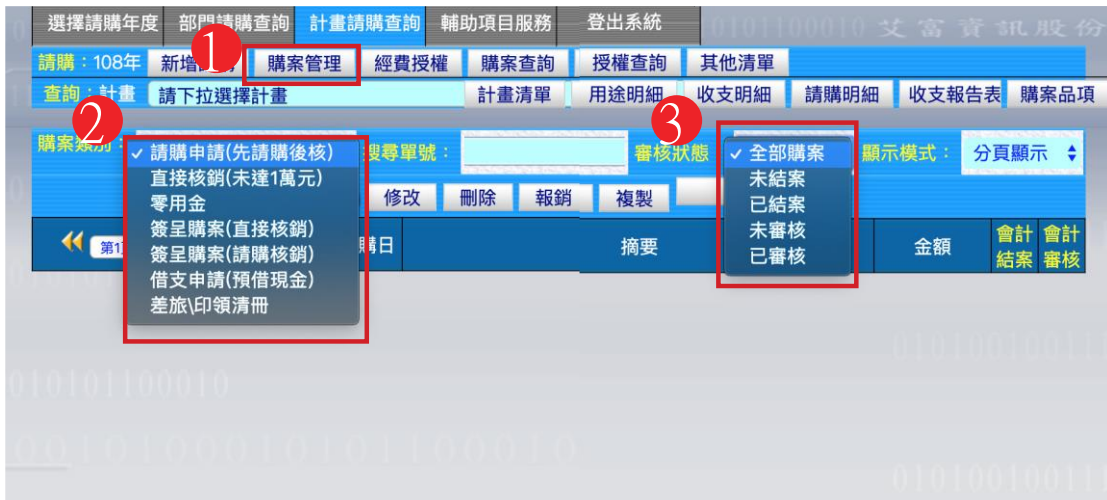 選擇請購年度 部門請購查詢 計畫請購查詢 輔助項目服務 登出系統 艾富資訊股份
1
請購：108年 新增 購案管理 經費授權 購案查詢 授權查詢 其他清單
查詢：計畫 請下拉選擇計畫 計畫清單 用途明細 收支明細 請購明細 收支報告表 購案品項
2 3
購案類別： 請購申請(先請購後核) 搜尋單號： 審核狀態 全部購案 顯示模式： 分頁顯示
直接核銷(未達1萬元) 未結案
修改 刪除 報銷 複製
零用金 已結案
簽呈購案(直接核銷) 未審核
第1 簽呈購案(請購核銷) 購日 摘要 已審核 金額 會計結案 會計審核
借支申請(預借現金)
差旅\印領清冊
0101001001
010101100010
0010101000101000010
01010010011